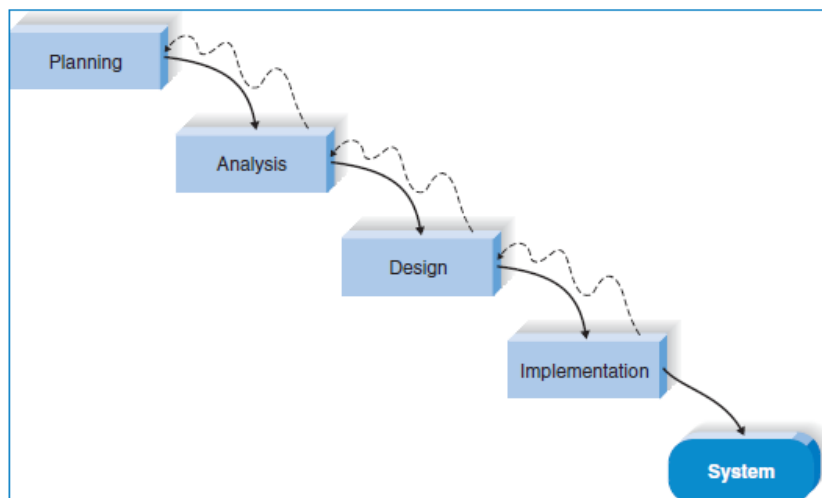 Planning
Analysis
Design
Implementation
System